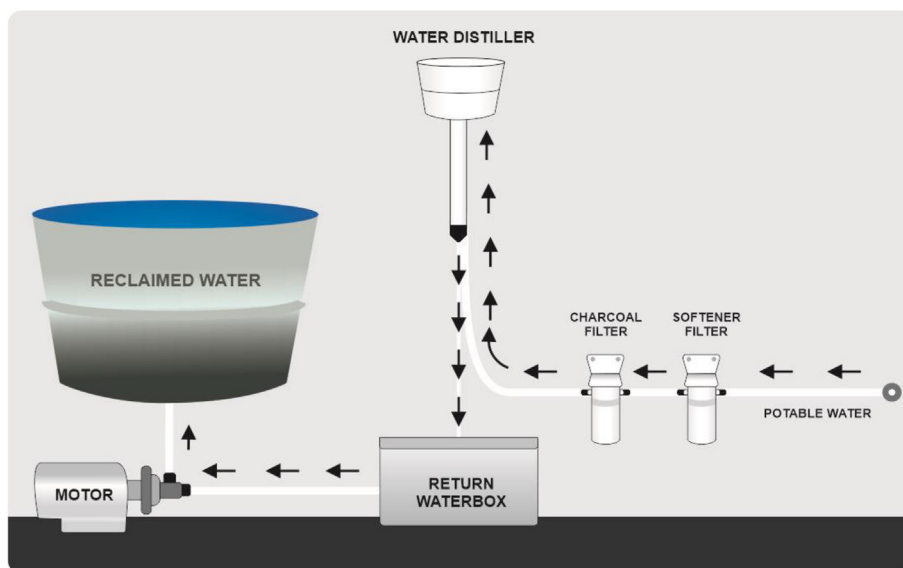 WATER DISTILLER
RECLAIMED WATER
CHARCOAL
FILTER
SOFTENER
FILTER
POTABLE WATER
MOTOR
RETURN
WATERBOX